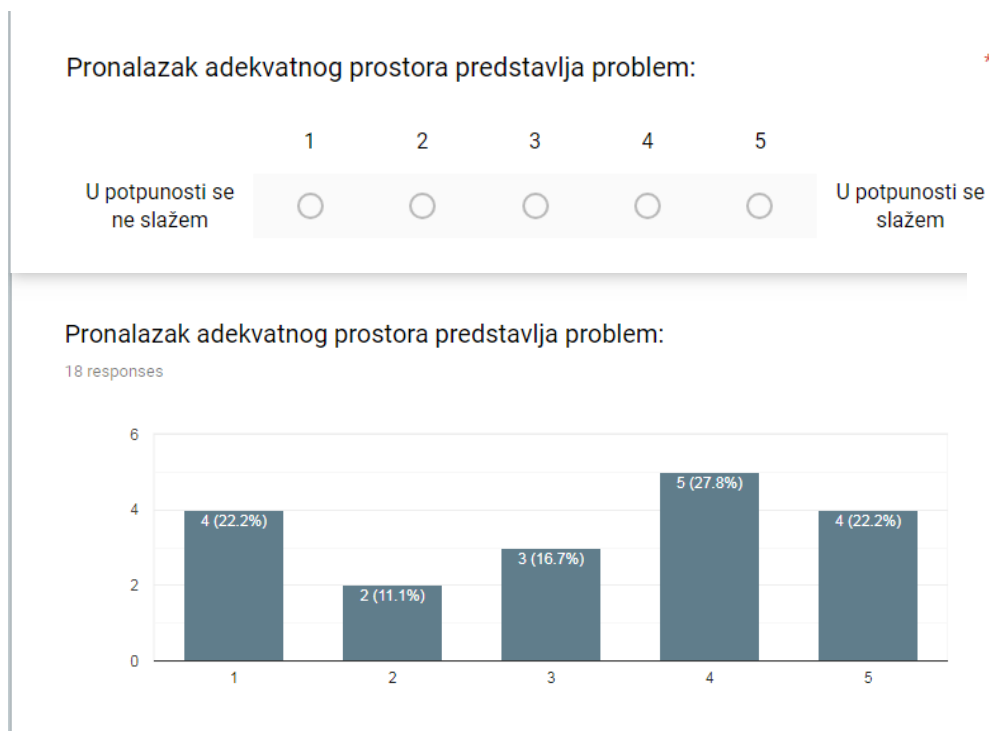 Pronalazak adekvatnog prostora predstavlja problem:
*
1 2 3 4 5
U potpunosti se
ne slažem
U potpunosti se
slažem
Pronalazak adekvatnog prostora predstavlja problem:
18 responses
6
4
2
0
4 (22.2%)
2 (11.1%)
3 (16.7%)
5 (27.8%)
4 (22.2%)
1 2 3 4 5